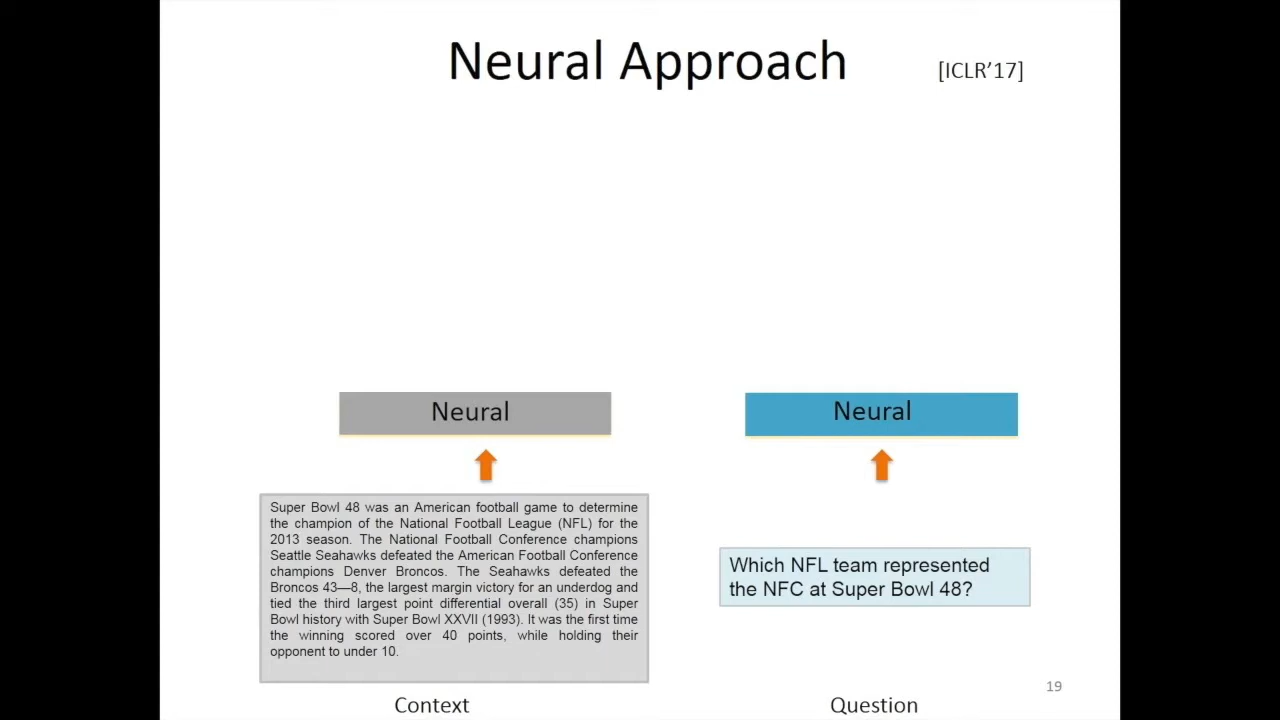 Neural Approach
[ICLR’17]
Neural
Neural
Super Bowl 48 was an American football game to determine
the champion of the National Football League (NFL) for the
2013 season. The National Football Conference champions
Seattle Seahawks defeated the American Football Conference
champions Denver Broncos. The Seahawks defeated the
Broncos 43—8, the largest margin victory for an underdog and
tied the third largest point differential overall (35) in Super
Bowl history with Super Bowl XXVII (1993). It was the first time
the winning scored over 40 points, while holding their
opponent to under 10.
Which NFL team represented
the NFC at Super Bowl 48?
Context
Question
19